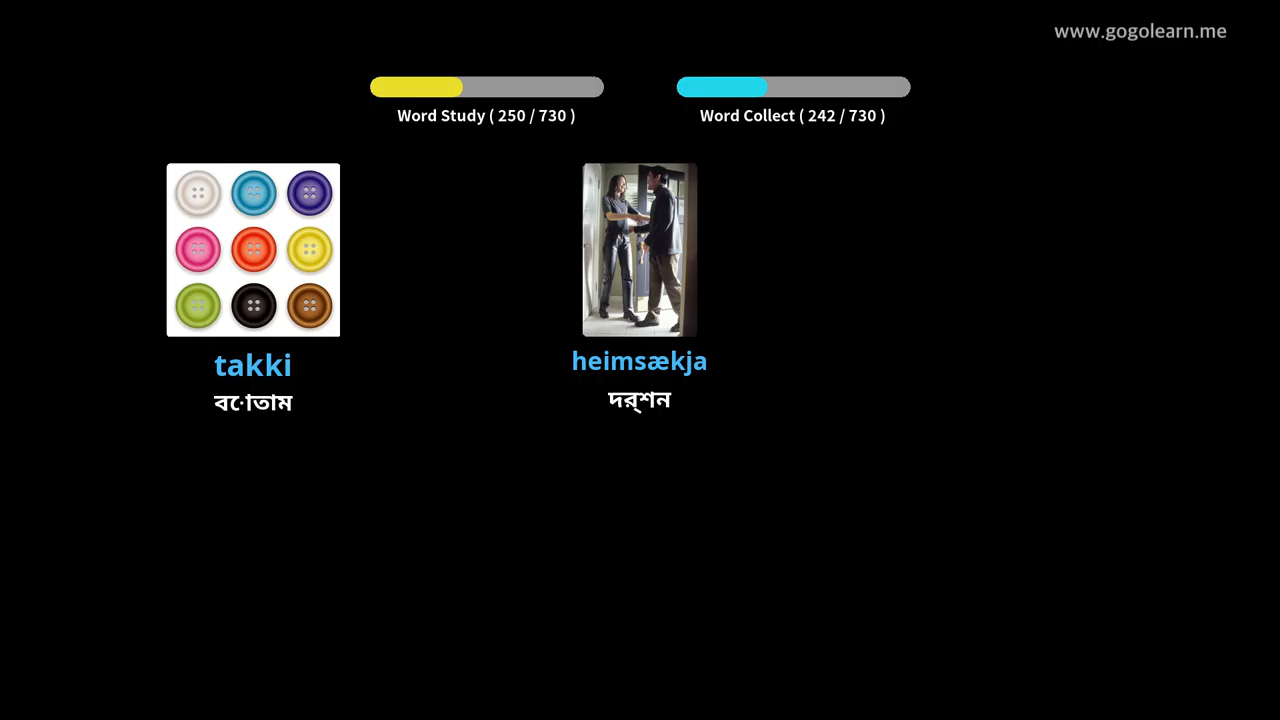 www.gogolearn.me
Word Study ( 250 / 730 )
Word Collect ( 242 / 730 )
takki
heimsækja
বোতাম
দর্শন